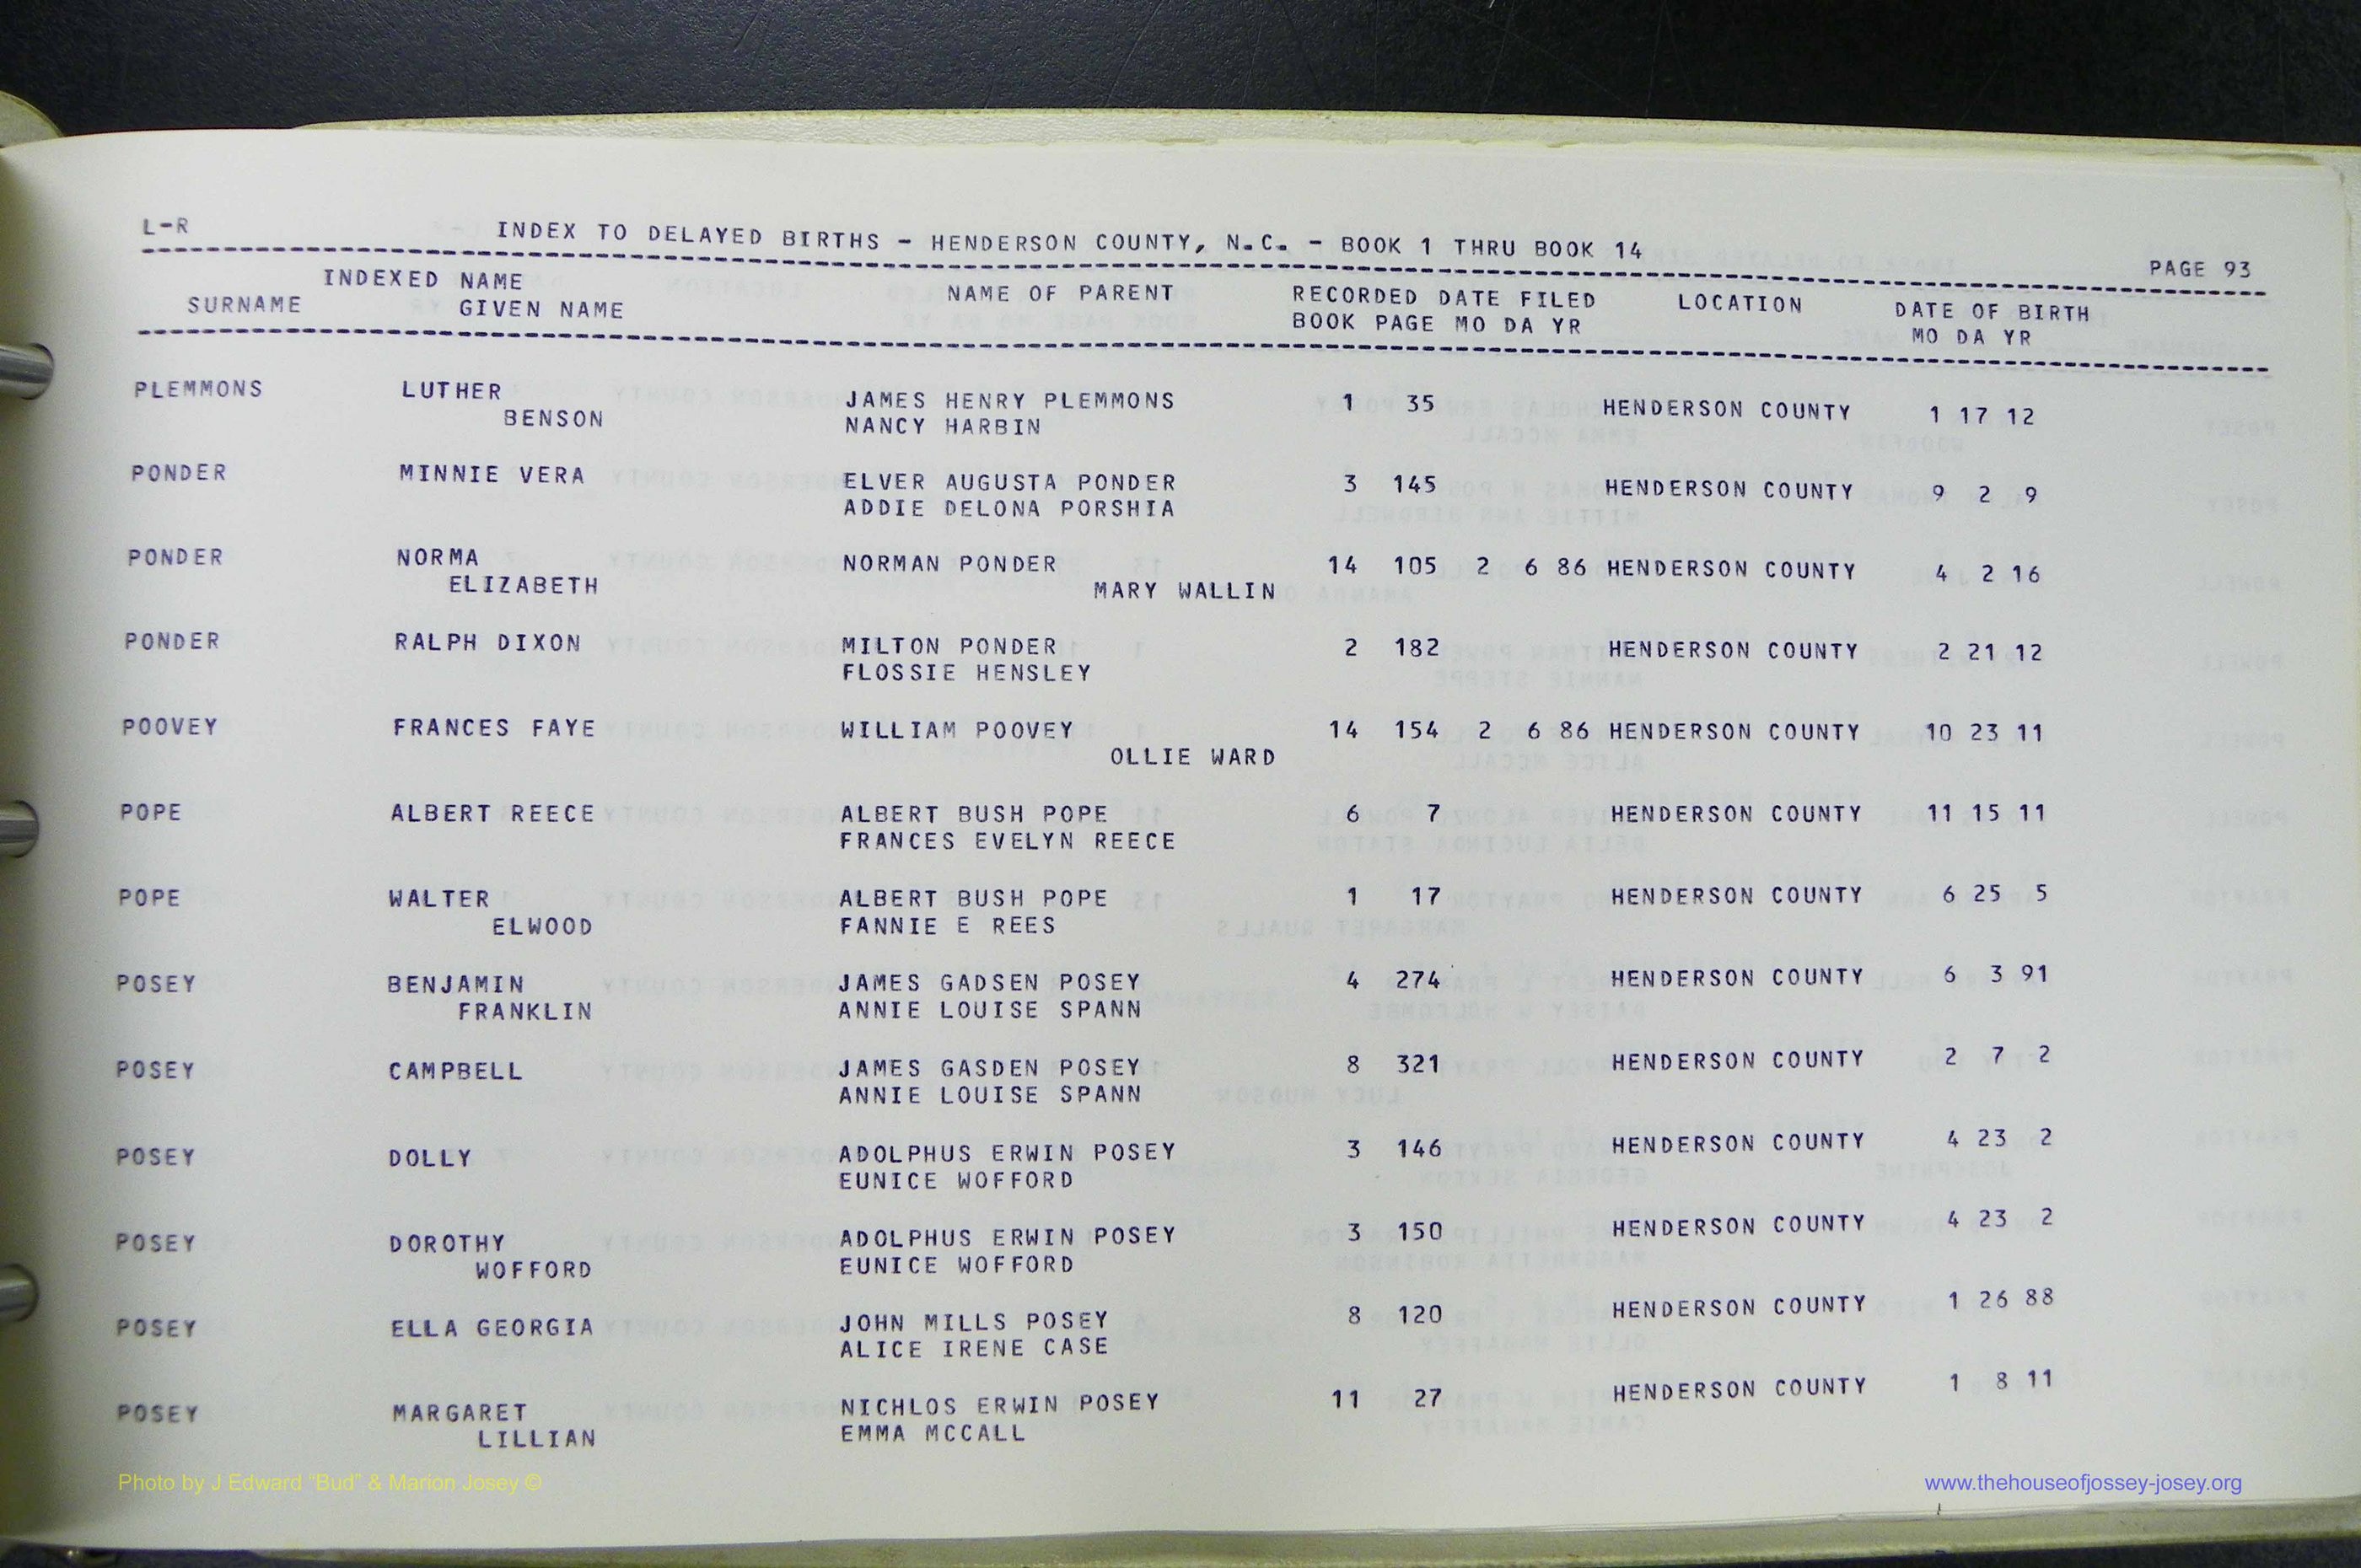 L-R INDEX TO DELAYED BIRTHS - HENDERSON COUNTY, N.C. - BOOK 1 THRU BOOK 14 PAGE 93
INDEXED NAME NAME OF PARENT RECORDED DATE FILED LOCATION DATE OF BIRTH
SURNAME GIVEN NAME BOOK PAGE MO DA YR MO DA YR
PLEMMONS LUTHER JAMES HENRY PLEMMONS 1 35 HENDERSON COUNTY 1 17 12
BENSON NANCY HARBIN
PONDER MINNIE VERA ELVER AUGUSTA PONDER 3 145 HENDERSON COUNTY 9 2 9
ADDIE DELONA PORSHIA
PONDER NORMA NORMAN PONDER 14 105 2 6 86 HENDERSON COUNTY 4 2 16
ELIZABETH MARY WALLIN
PONDER RALPH DIXON MILTON PONDER 2 182 HENDERSON COUNTY 2 21 12
FLOSSIE HENSLEY
POOVEY FRANCES FAYE WILLIAM POOVEY 14 154 2 6 86 HENDERSON COUNTY 10 23 11
OLLIE WARD
POPE ALBERT REECE ALBERT BUSH POPE 6 7 HENDERSON COUNTY 11 15 11
FRANCES EVELYN REECE
POPE WALTER ALBERT BUSH POPE 1 17 HENDERSON COUNTY 6 25 5
ELWOOD FANNIE E REES
POSEY BENJAMIN JAMES GADSEN POSEY 4 274 HENDERSON COUNTY 6 3 91
FRANKLIN ANNIE LOUISE SPANN
POSEY CAMPBELL JAMES GASDEN POSEY 8 321 HENDERSON COUNTY 2 7 2
ANNIE LOUISE SPANN
POSEY DOLLY ADOLPHUS ERWIN POSEY 3 146 HENDERSON COUNTY 4 23 2
EUNICE WOFFORD
POSEY DOROTHY ADOLPHUS ERWIN POSEY 3 150 HENDERSON COUNTY 4 23 2
WOFFORD EUNICE WOFFORD
POSEY ELLA GEORGIA JOHN MILLS POSEY 8 120 HENDERSON COUNTY 1 26 88
ALICE IRENE CASE
POSEY MARGARET NICHLOS ERWIN POSEY 11 27 HENDERSON COUNTY 1 8 11
LILLIAN EMMA MCCALL
Photo by J Edward "Bud" & Marion Josey © www.thehouseofjossey-josey.org